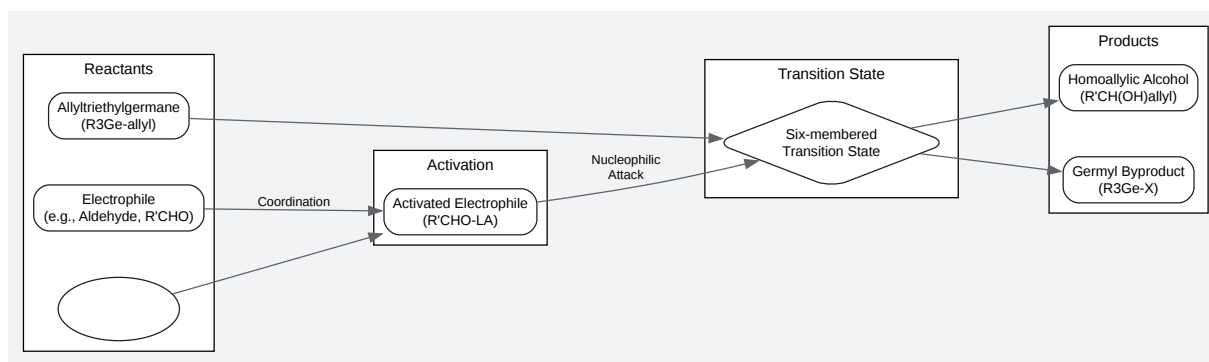 Reactants
Allyltriethylgermane
(R3Ge-allyl)
Electrophile
(e.g., Aldehyde, R'CHO)
Coordination
Activation
Activated Electrophile
(R'CHO-LA)
Nucleophilic
Attack
Transition State
Six-membered
Transition State
Products
Homoallylic Alcohol
(R'CH(OH)allyl)
Germyl Byproduct
(R3Ge-X)